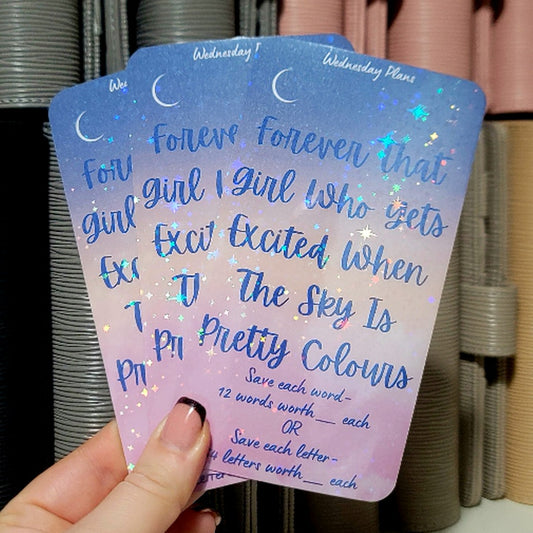 Wednesday
Wednesday Plans
Forever that
Girl Who Gets
Excited When
The Sky Is
Pretty Colours
Save each word-
12 words worth___ each
OR
Save each letter-
letters worth___ each